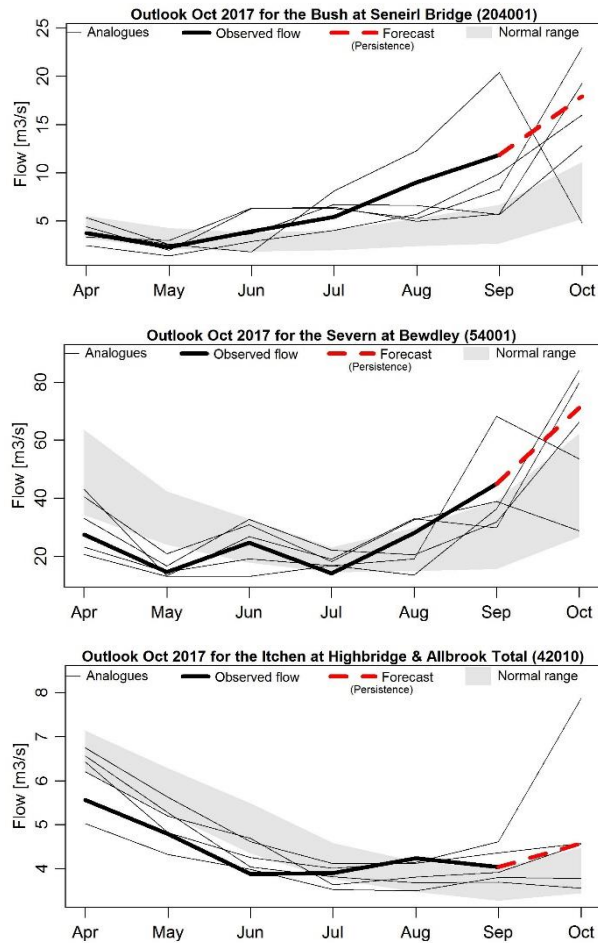 Outlook Oct 2017 for the Bush at Seneirl Bridge (204001)
Analogues Observed flow Forecast Normal range
(Persistence)
Flow [m3/s]
25
20
15
10
5
Apr May Jun Jul Aug Sep Oct
Outlook Oct 2017 for the Severn at Bewdley (54001)
Analogues Observed flow Forecast Normal range
(Persistence)
Flow [m3/s]
80
60
40
20
Apr May Jun Jul Aug Sep Oct
Outlook Oct 2017 for the Itchen at Highbridge & Allbrook Total (42010)
Analogues Observed flow Forecast Normal range
(Persistence)
Flow [m3/s]
8
7
6
5
4
Apr May Jun Jul Aug Sep Oct